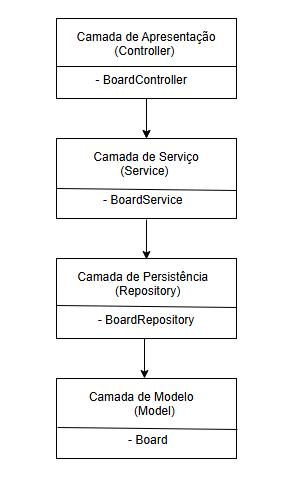 Camada de Apresentação
(Controller)
- BoardController
Camada de Serviço
(Service)
- BoardService
Camada de Persistência
(Repository)
- BoardRepository
Camada de Modelo
(Model)
- Board